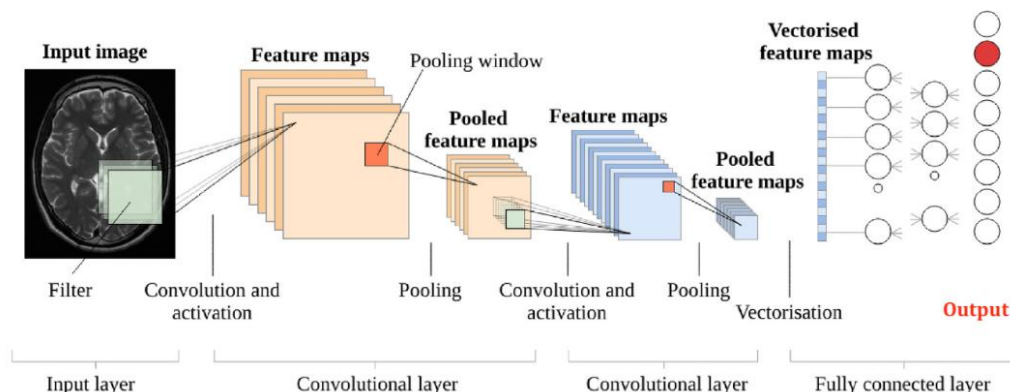 Input image
Feature maps
Pooling window
Pooled
feature maps
Feature maps
Pooled
feature maps
Vectorised
feature maps
Filter
Convolution and
activation
Pooling
Convolution and
activation
Pooling
Vectorisation
Output
Input layer
Convolutional layer
Convolutional layer
Fully connected layer